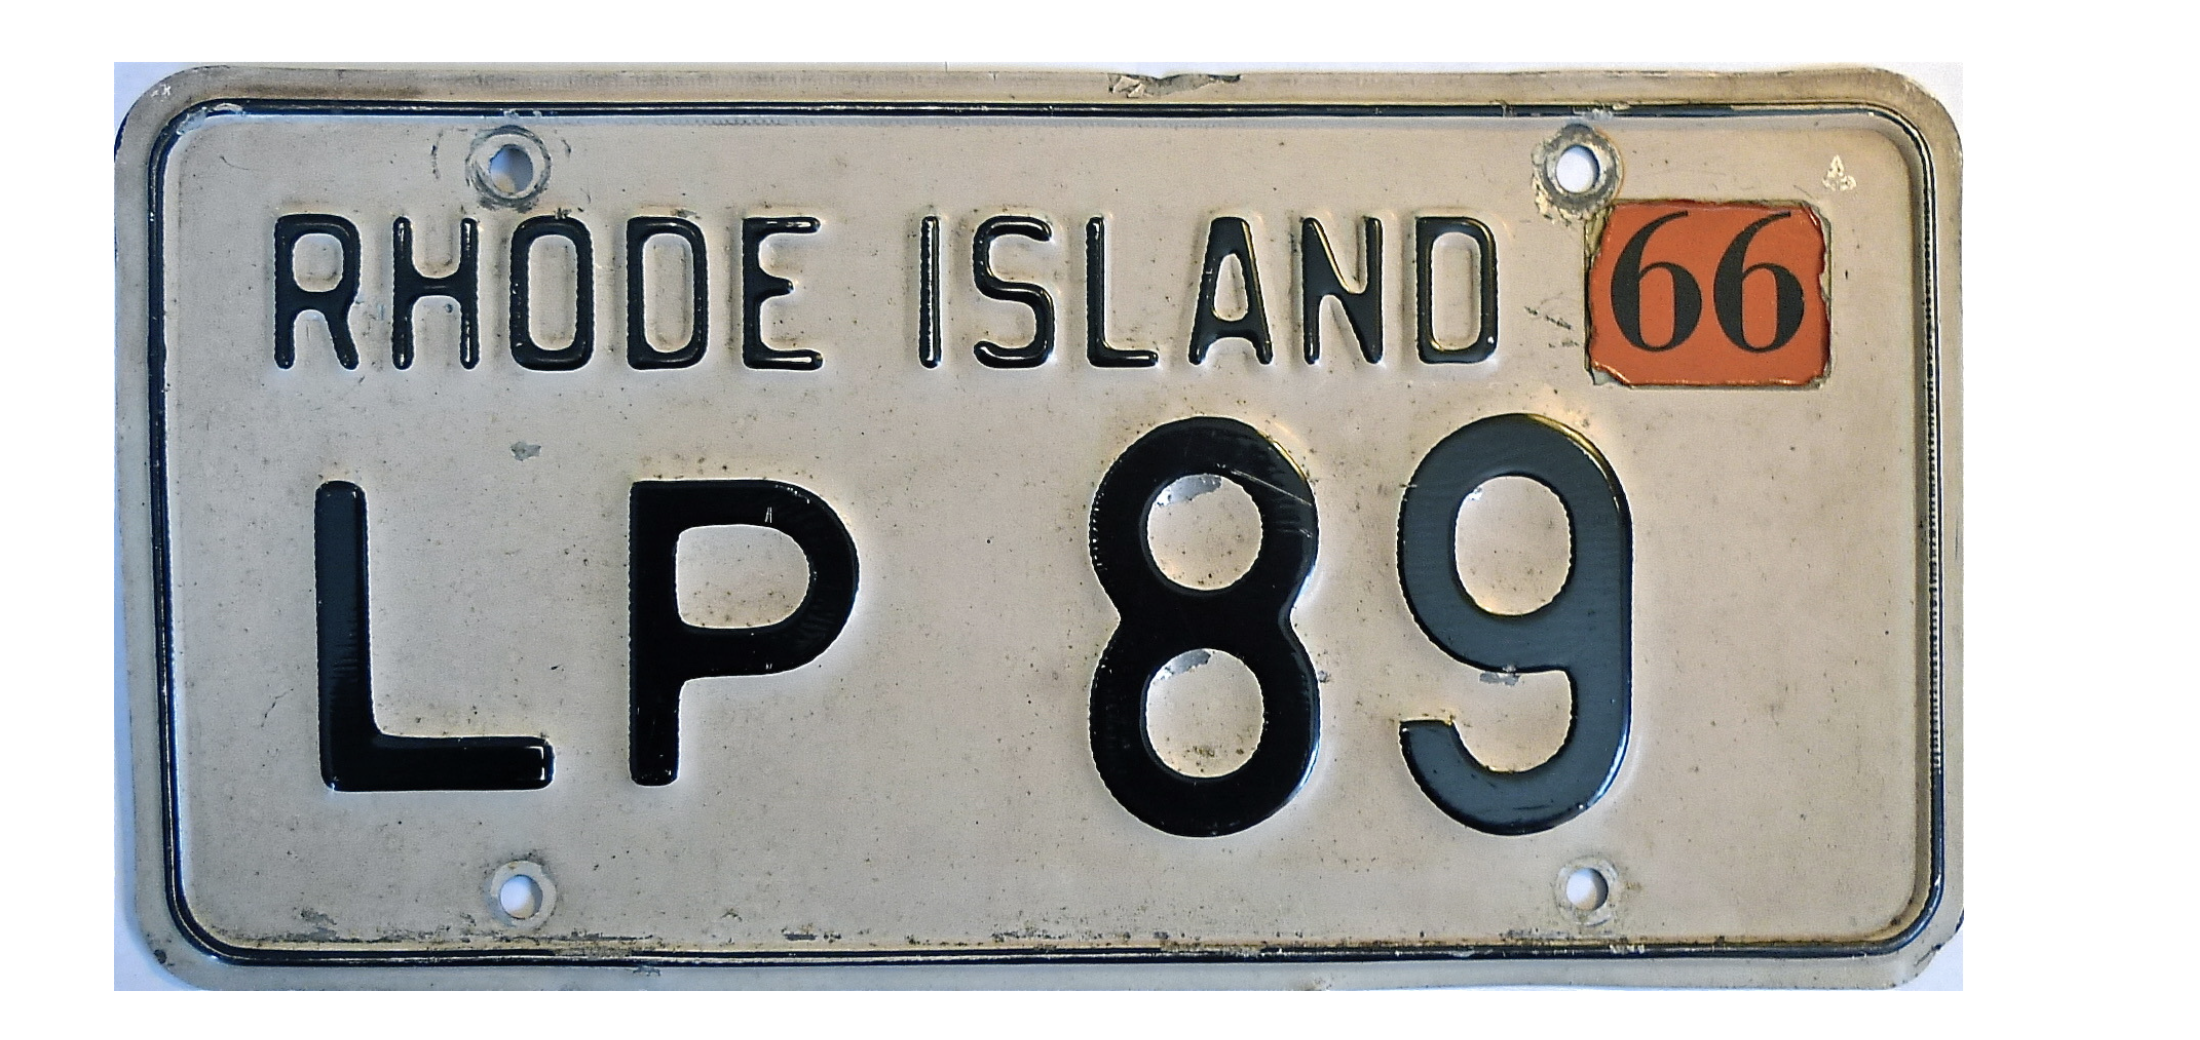 RHODE ISLAND 66
LP 89